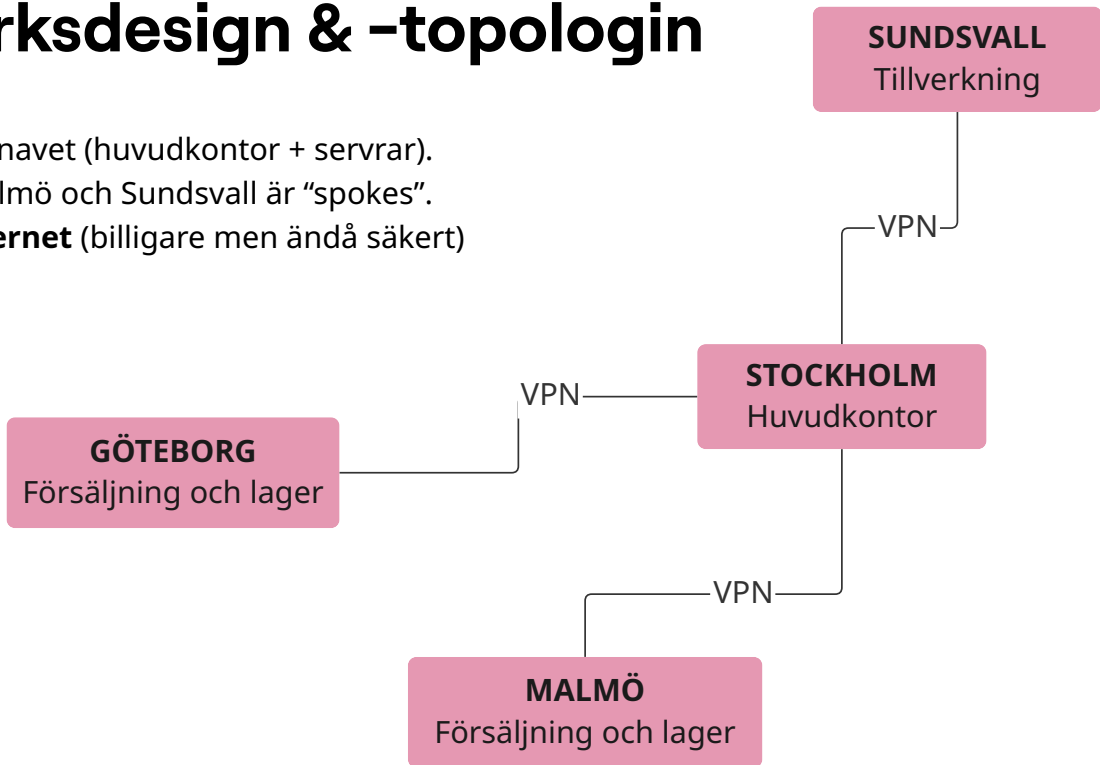 rksdesign & -topologin
navet (huvudkontor + servrar).
lmö och Sundsvall är “spokes”.
ernet (billigare men ändå säkert)
SUNDSVALL
Tillverkning
VPN
STOCKHOLM
Huvudkontor
VPN
GÖTEBORG
Försäljning och lager
VPN
MALMÖ
Försäljning och lager